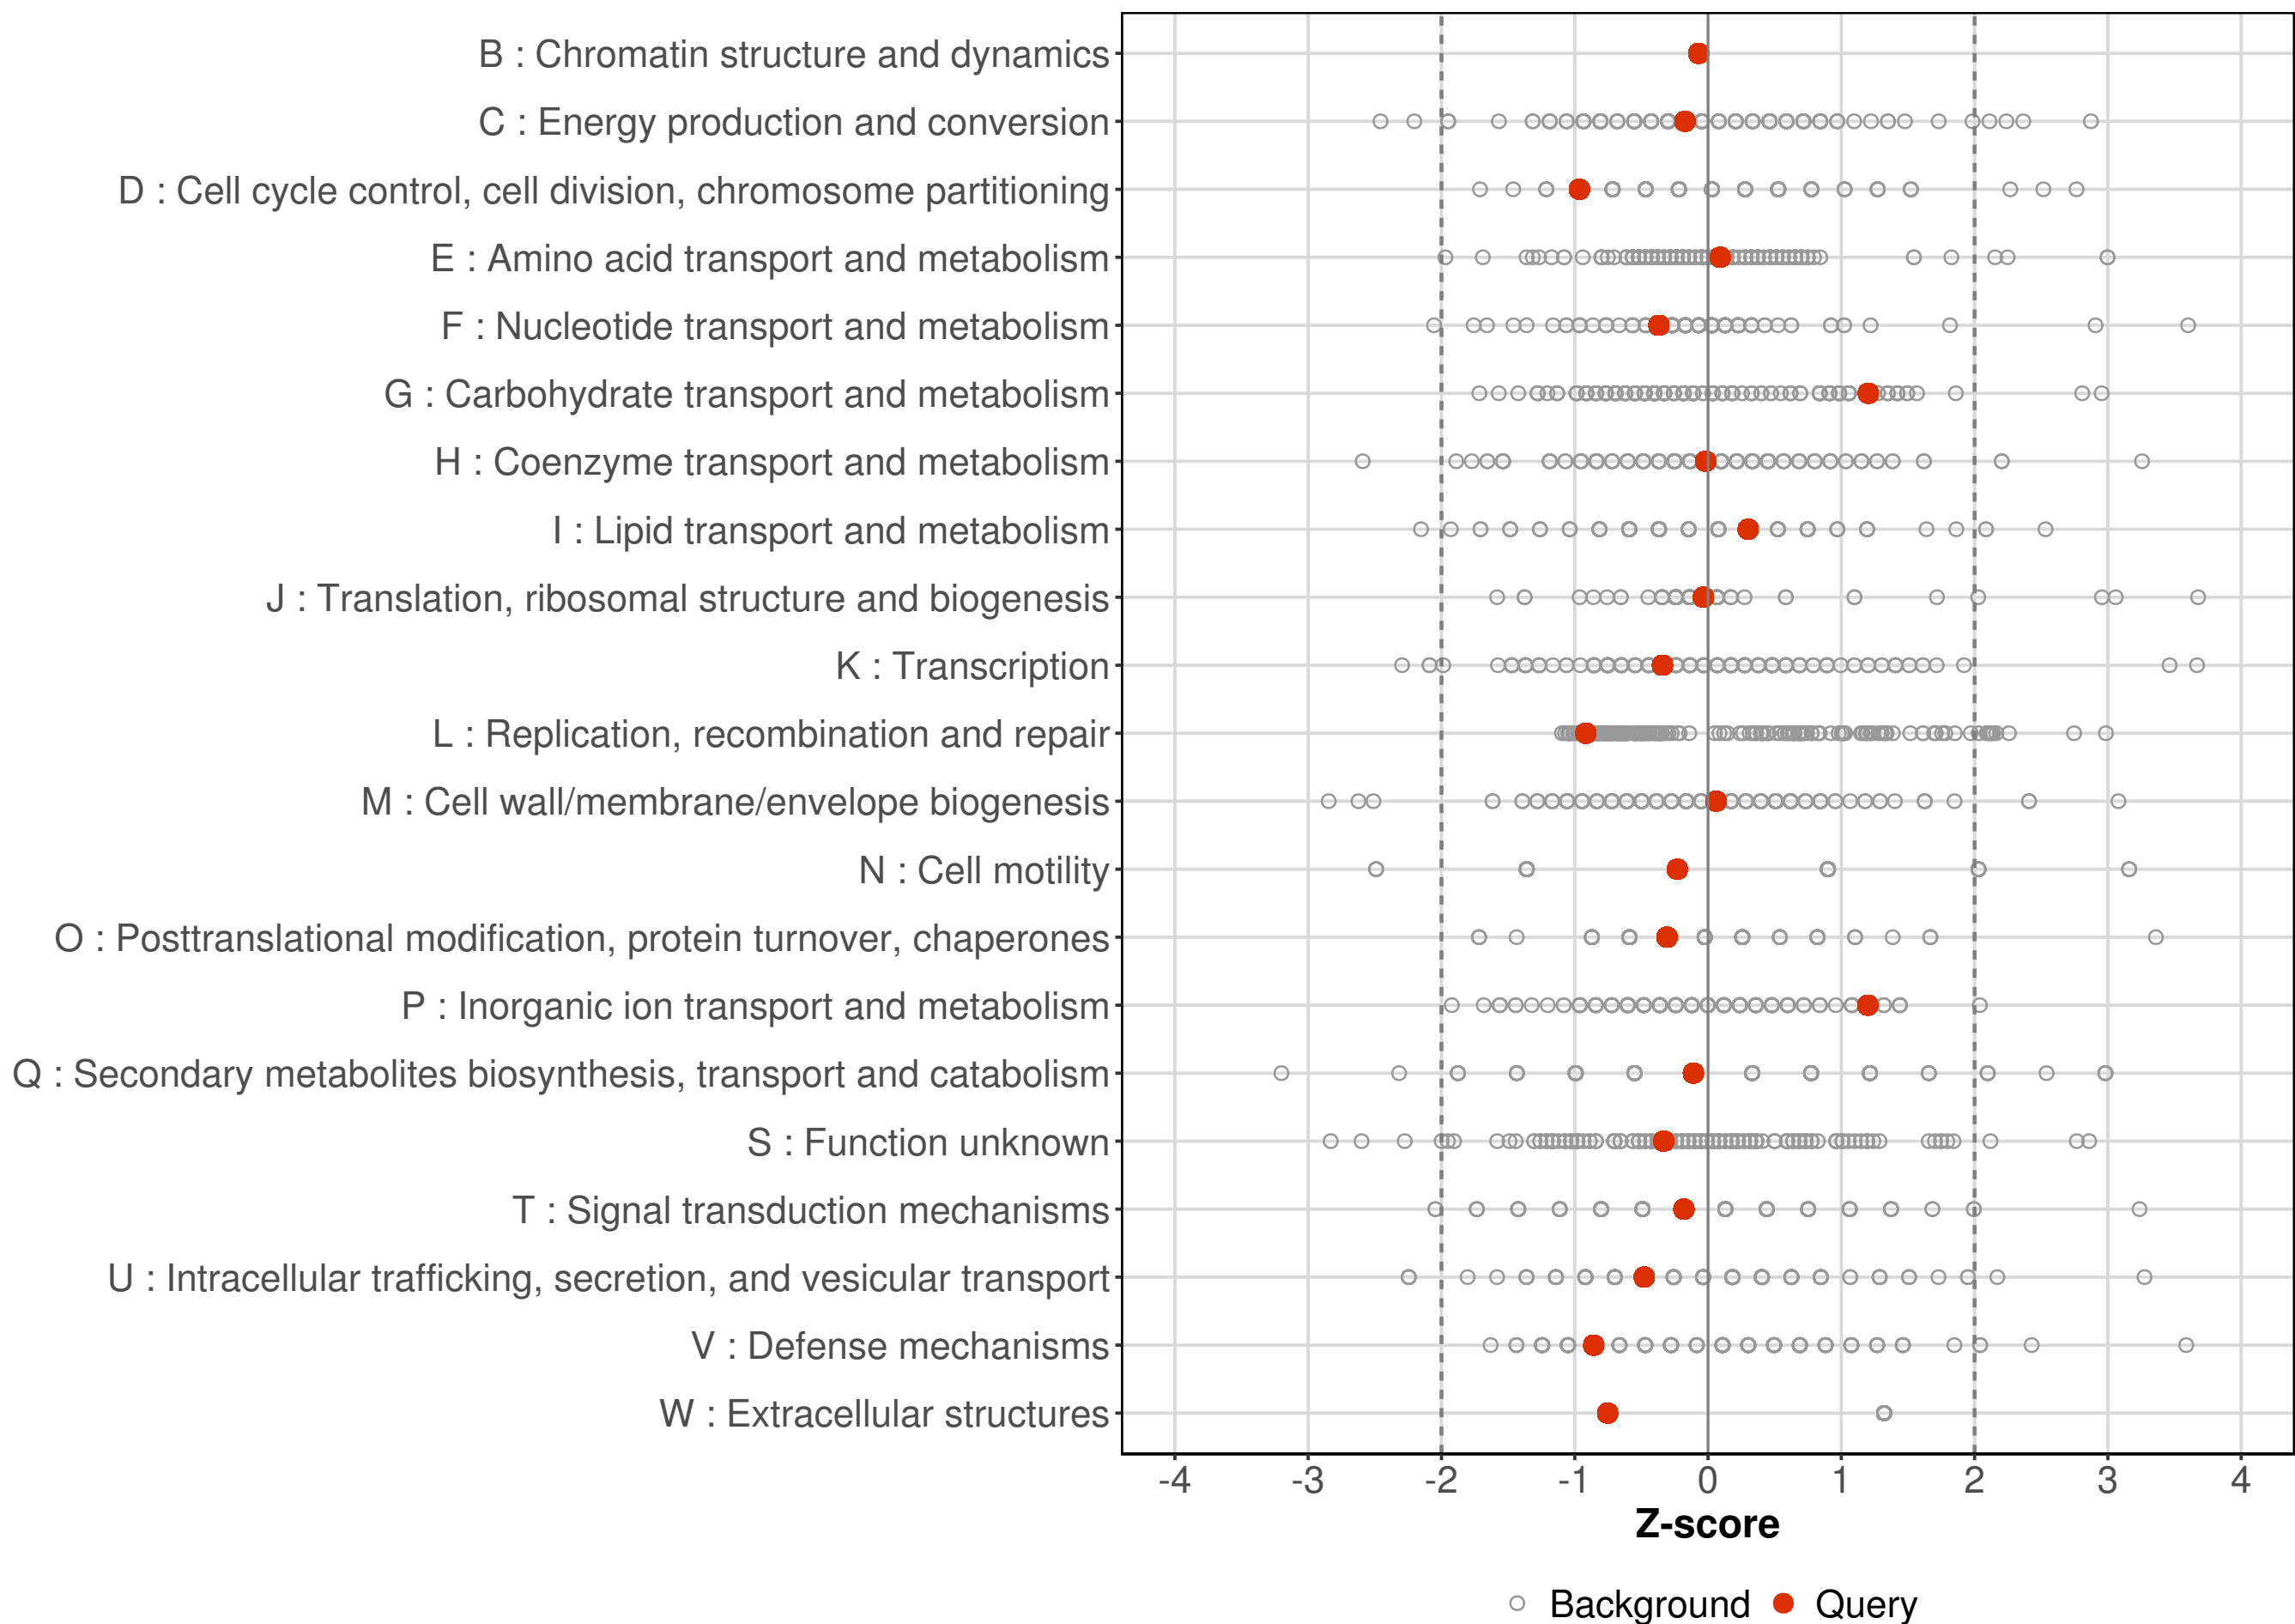 B : Chromatin structure and dynamics
C : Energy production and conversion
D : Cell cycle control, cell division, chromosome partitioning
E : Amino acid transport and metabolism
F : Nucleotide transport and metabolism
G : Carbohydrate transport and metabolism
H : Coenzyme transport and metabolism
I : Lipid transport and metabolism
J : Translation, ribosomal structure and biogenesis
K : Transcription
L : Replication, recombination and repair
M : Cell wall/membrane/envelope biogenesis
N : Cell motility
O : Posttranslational modification, protein turnover, chaperones
P : Inorganic ion transport and metabolism
Q : Secondary metabolites biosynthesis, transport and catabolism
S : Function unknown
T : Signal transduction mechanisms
U : Intracellular trafficking, secretion, and vesicular transport
V : Defense mechanisms
W : Extracellular structures
-4 -3 -2 -1 0 1 2 3 4
Z-score
Background Query